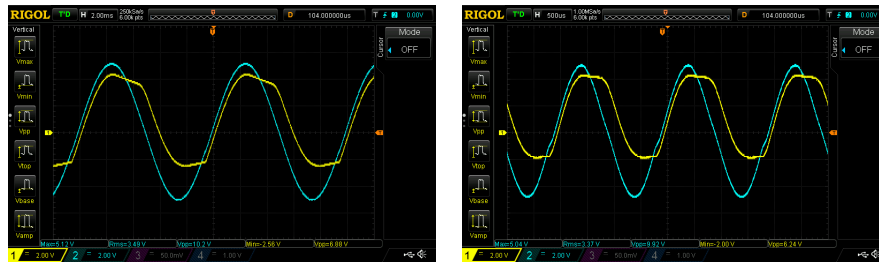 RIGOL T'D H 2.00ms 250kSa/s 6.00k pts D 104.000000us T 2 0.00V
Vertical
Mode
OFF
Cursor
Vmax
Vmin
Vpp
Vtop
Vbase
Vamp
Max=5.12 V Rms=3.49 V Vpp=10.2 V Min=-2.56 V Vpp=6.88 V
1 = 2.00 V 2 = 2.00 V 3 = 50.0mV 4 = 1.00 V
RIGOL T'D H 500us 1.00MSa/s 6.00k pts D 104.000000us T 2 0.00V
Vertical
Mode
OFF
Cursor
Vmax
Vmin
Vpp
Vtop
Vbase
Vamp
Max=5.04 V Rms=3.37 V Vpp=9.92 V Min=-2.00 V Vpp=6.24 V
1 = 2.00 V 2 = 2.00 V 3 = 50.0mV 4 = 1.00 V